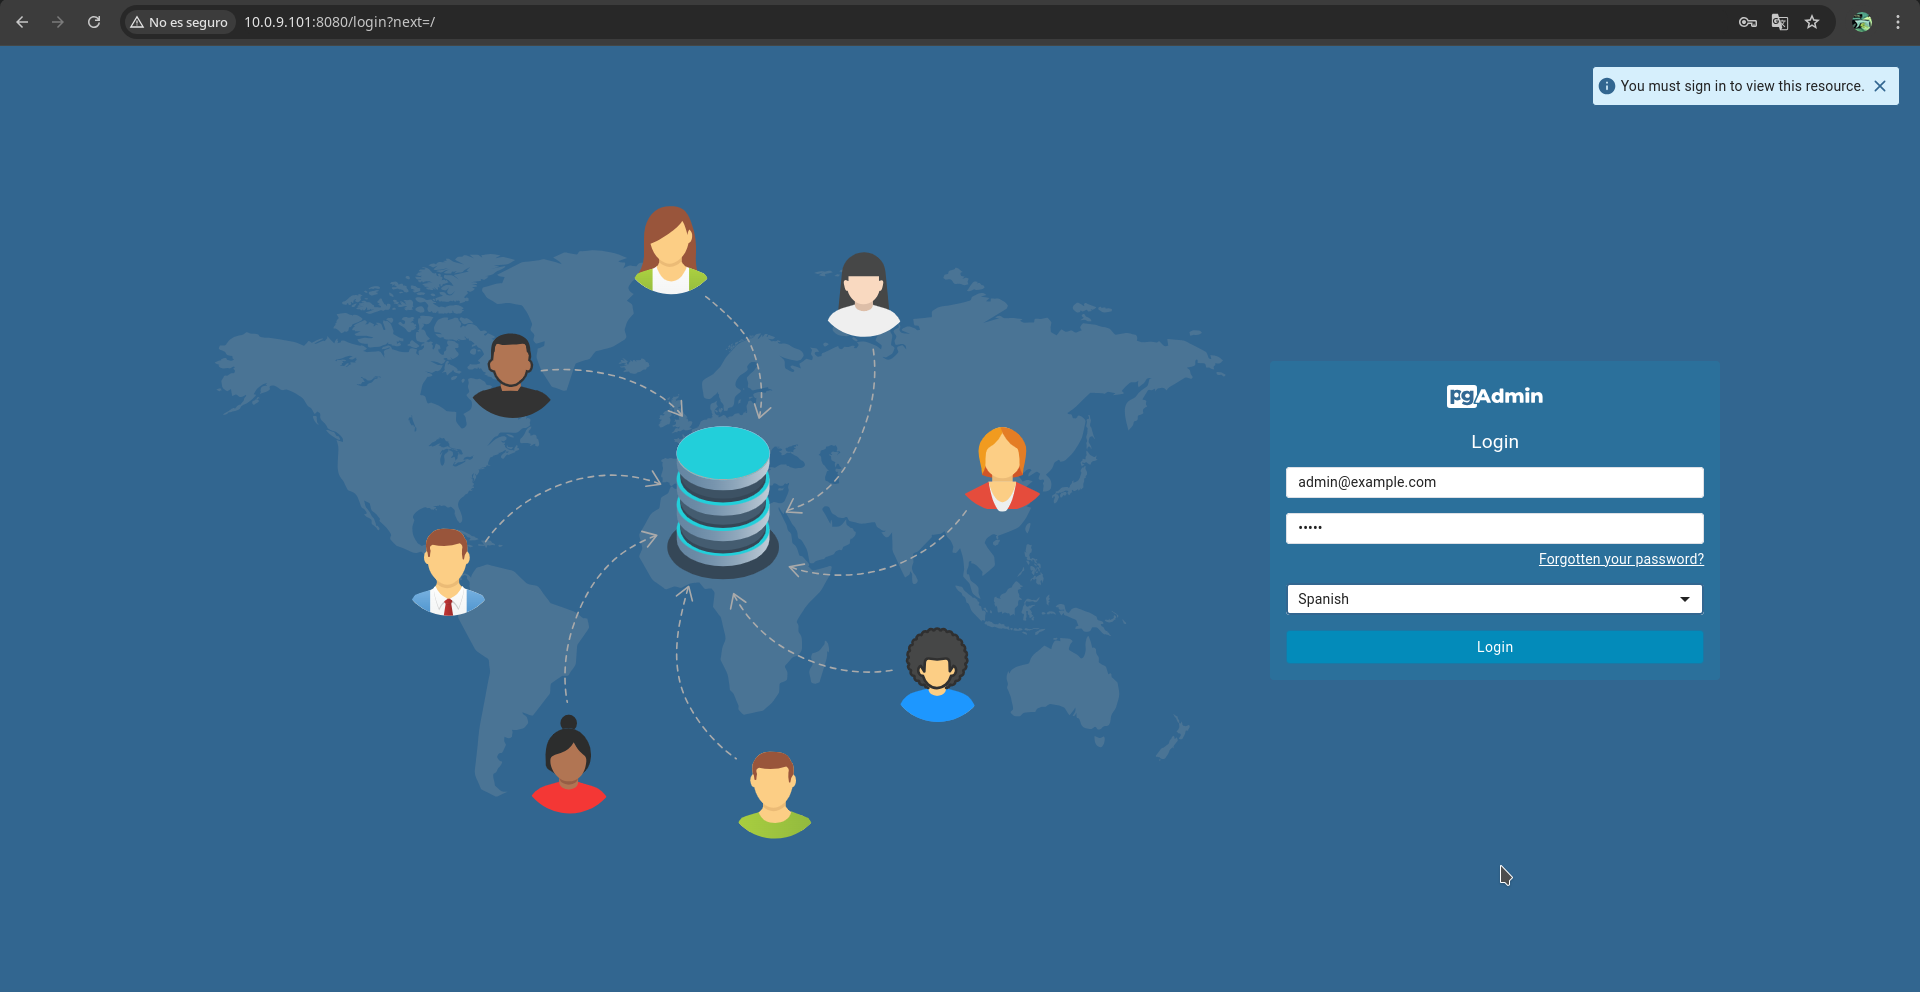 No es seguro
10.0.9.101:8080/login?next=/
You must sign in to view this resource.
pgAdmin
Login
admin@example.com
•••••
Forgotten your password?
Spanish
Login